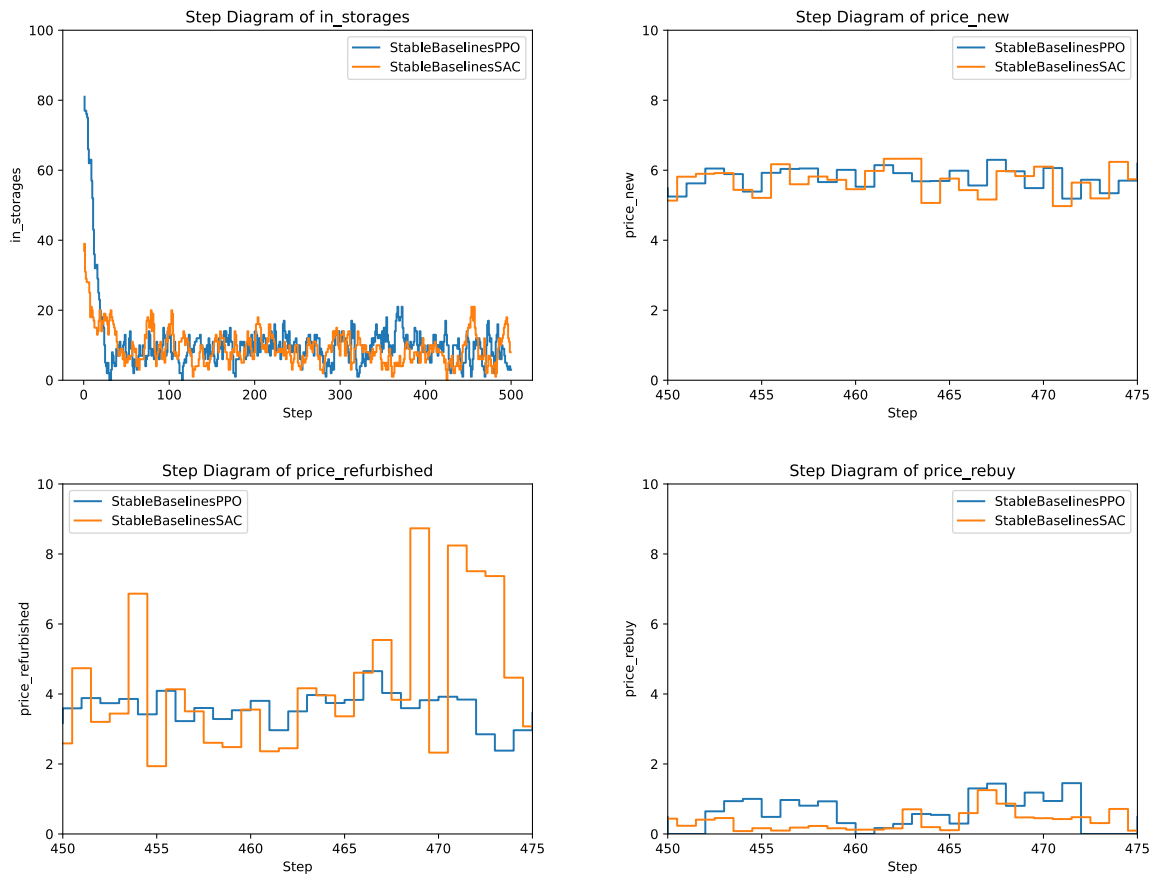 Step Diagram of in_storages
100
80
60
40
20
0
in_storages
StableBaselinesPPO
StableBaselinesSAC
0 100 200 300 400 500
Step
Step Diagram of price_new
10
8
6
4
2
0
price_new
StableBaselinesPPO
StableBaselinesSAC
450 455 460 465 470 475
Step
Step Diagram of price_refurbished
10
8
6
4
2
0
price_refurbished
StableBaselinesPPO
StableBaselinesSAC
450 455 460 465 470 475
Step
Step Diagram of price_rebuy
10
8
6
4
2
0
price_rebuy
StableBaselinesPPO
StableBaselinesSAC
450 455 460 465 470 475
Step